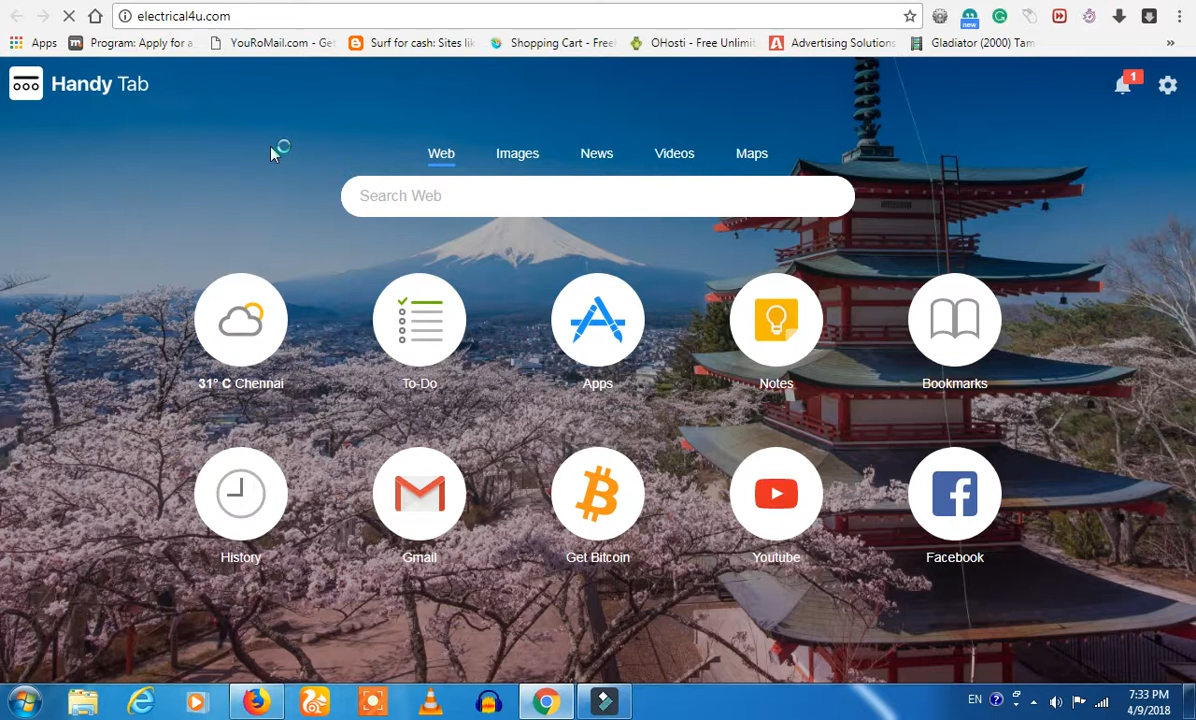 electrical4u.com
new
Apps
Program: Apply for a
YouRoMail.com - Ge
Surf for cash: Sites lik
Shopping Cart - Free
OHosti - Free Unlimit
Advertising Solutions
Gladiator (2000) Tam
»
Handy Tab
1
Web Images News Videos Maps
Search Web
31° C Chennai
To-Do
Apps
Notes
Bookmarks
History
Gmail
Get Bitcoin
Youtube
Facebook
EN
7:33 PM
4/9/2018